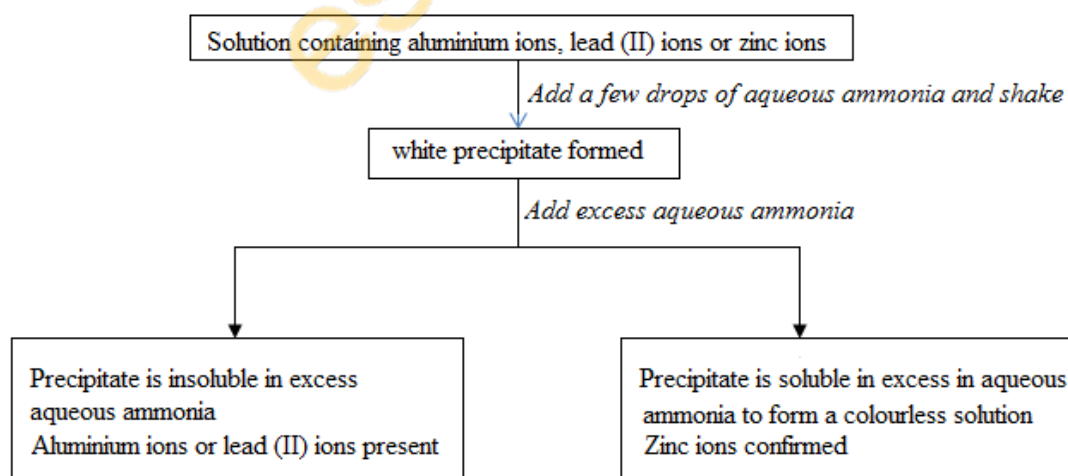 Solution containing aluminium ions, lead (II) ions or zinc ions
Add a few drops of aqueous ammonia and shake
white precipitate formed
Add excess aqueous ammonia
Precipitate is insoluble in excess
aqueous ammonia
Aluminium ions or lead (II) ions present
Precipitate is soluble in excess in aqueous
ammonia to form a colourless solution
Zinc ions confirmed